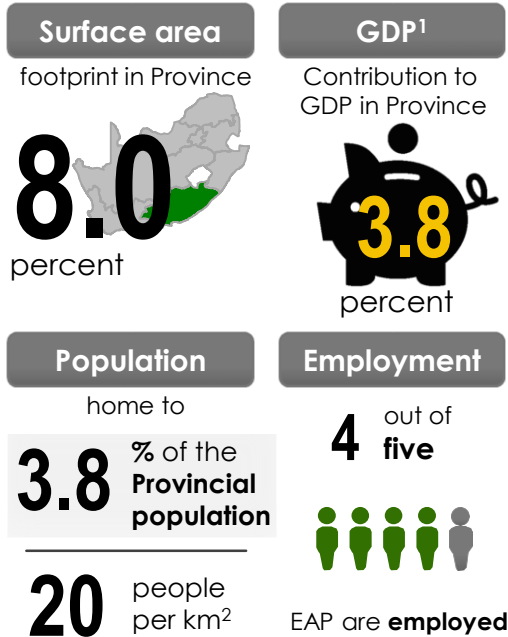 Surface area
footprint in Province
8.0
percent
GDP¹
Contribution to
GDP in Province
3.8
percent
Population
home to
3.8 % of the
Provincial
population
20 people
per km²
Employment
4 out of
five
EAP are employed